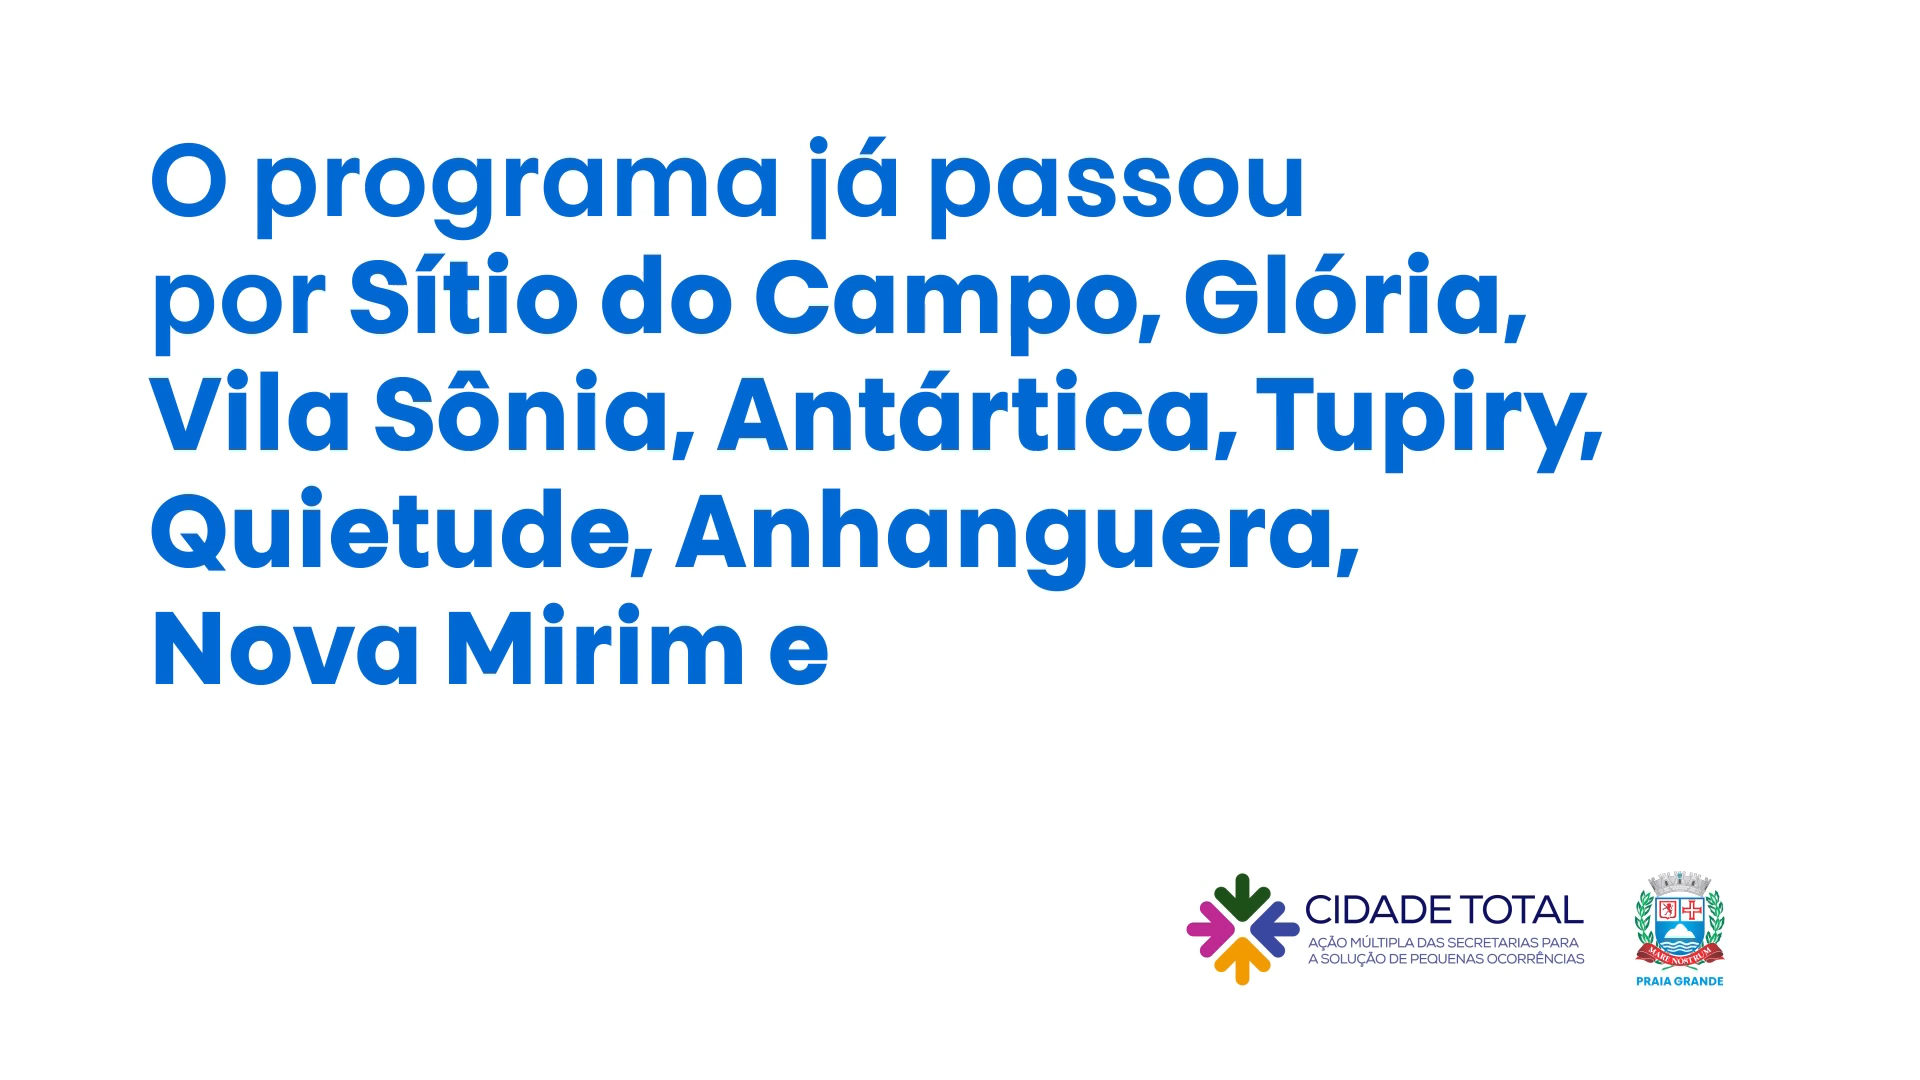 O programa já passou
por Sítio do Campo, Glória,
Vila Sônia, Antártica, Tupiry,
Quietude, Anhanguera,
Nova Mirim e
CIDADE TOTAL
AÇÃO MÚLTIPLA DAS SECRETARIAS PARA
A SOLUÇÃO DE PEQUENAS OCORRÊNCIAS
MARE NOSTRUM
PRAIA GRANDE